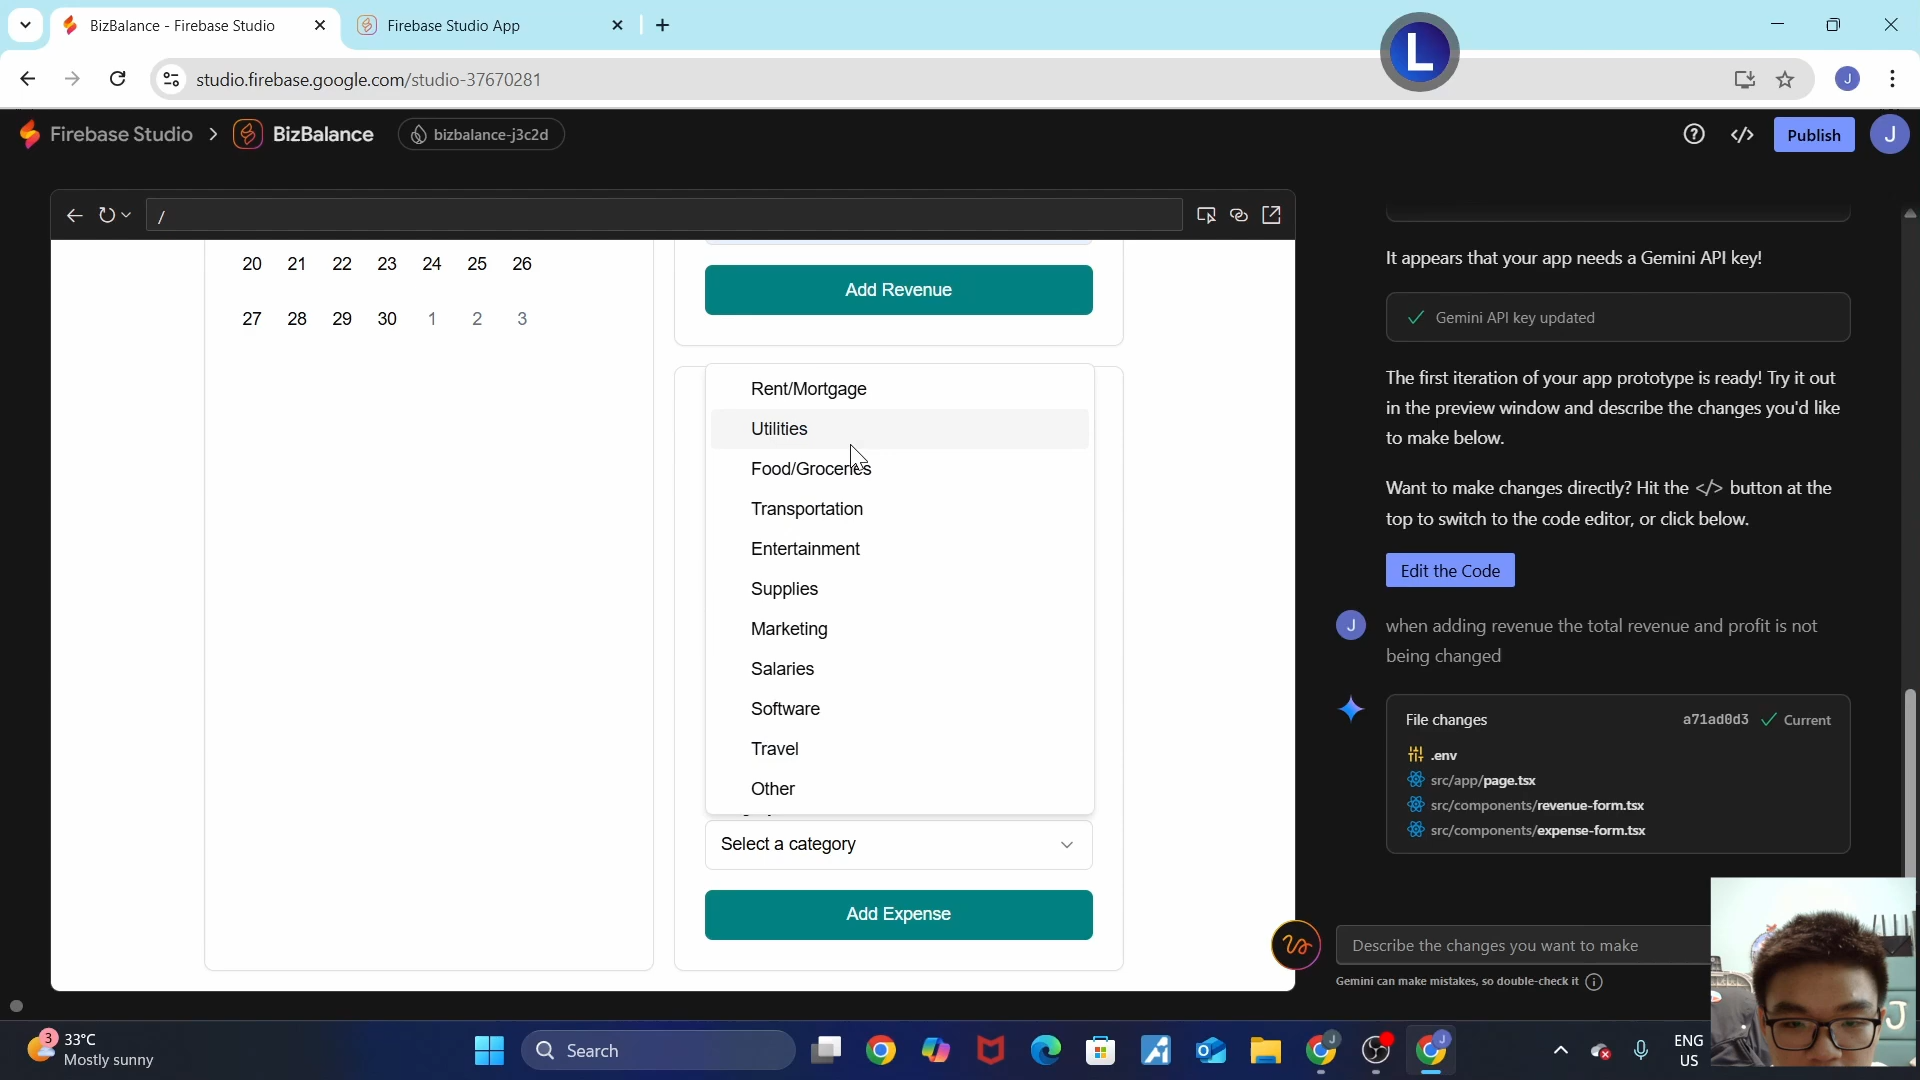 BizBalance - Firebase Studio
Firebase Studio App
L
studio.firebase.google.com/studio-37670281
J
Firebase Studio
BizBalance
bizbalance-j3c2d
Publish
J
/
20 21 22 23 24 25 26
27 28 29 30 1 2 3
Add Revenue
Rent/Mortgage
Utilities
Food/Groceries
Transportation
Entertainment
Supplies
Marketing
Salaries
Software
Travel
Other
Select a category
Add Expense
It appears that your app needs a Gemini API key!
Gemini API key updated
The first iteration of your app prototype is ready! Try it out
in the preview window and describe the changes you'd like
to make below.
Want to make changes directly? Hit the </> button at the
top to switch to the code editor, or click below.
Edit the Code
J
when adding revenue the total revenue and profit is not
being changed
File changes
a71ad0d3
Current
.env
src/app/page.tsx
src/components/revenue-form.tsx
src/components/expense-form.tsx
Describe the changes you want to make
Gemini can make mistakes, so double-check it
3
33°C
Mostly sunny
Search
J
J
ENG
US